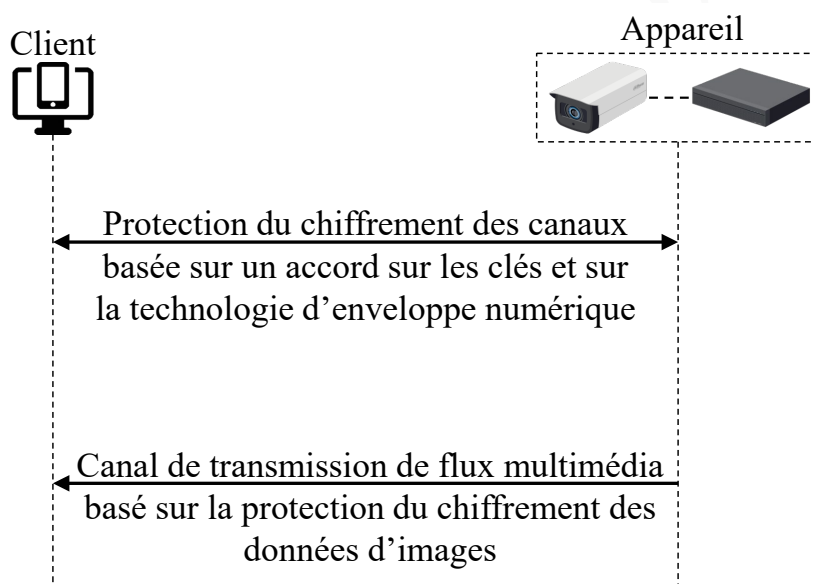 Client
Appareil
Protection du chiffrement des canaux
basée sur un accord sur les clés et sur
la technologie d’enveloppe numérique
Canal de transmission de flux multimédia
basé sur la protection du chiffrement des
données d’images